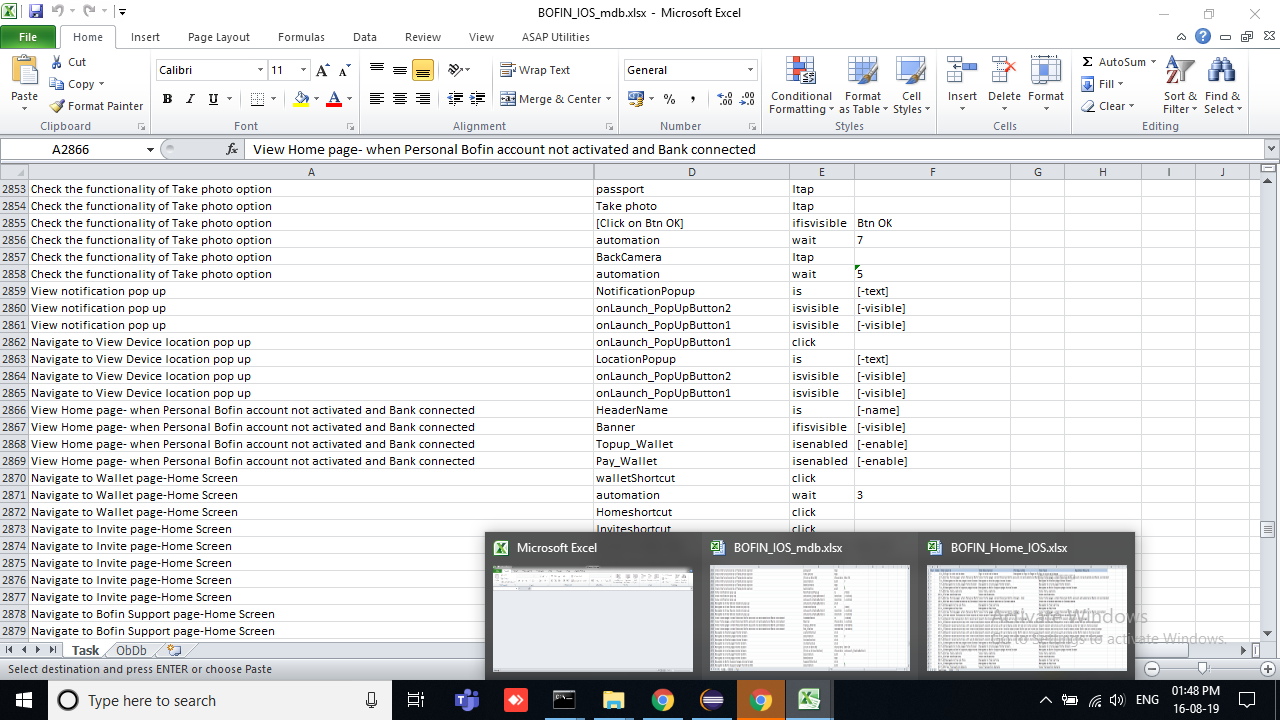 BOFIN_IOS_mdb.xlsx - Microsoft Excel
File Home Insert Page Layout Formulas Data Review View ASAP Utilities
Paste Cut Copy Format Painter Clipboard
Calibri 11 B I U A Font
Wrap Text Merge & Center Alignment
General % , Number
Conditional Formatting Format as Table Cell Styles Styles
Insert Delete Format Cells
AutoSum Fill Clear Sort & Filter Find & Select Editing
A2866 fx View Home page- when Personal Bofin account not activated and Bank connected
A D E F G H I J
2853 Check the functionality of Take photo option passport ltap
2854 Check the functionality of Take photo option Take photo ltap
2855 Check the functionality of Take photo option [Click on Btn OK] ifisvisible Btn OK
2856 Check the functionality of Take photo option automation wait 7
2857 Check the functionality of Take photo option BackCamera ltap
2858 Check the functionality of Take photo option automation wait 5
2859 View notification pop up NotificationPopup is [-text]
2860 View notification pop up onLaunch_PopUpButton2 isvisible [-visible]
2861 View notification pop up onLaunch_PopUpButton1 isvisible [-visible]
2862 Navigate to View Device location pop up onLaunch_PopUpButton1 click
2863 Navigate to View Device location pop up LocationPopup is [-text]
2864 Navigate to View Device location pop up onLaunch_PopUpButton2 isvisible [-visible]
2865 Navigate to View Device location pop up onLaunch_PopUpButton1 isvisible [-visible]
2866 View Home page- when Personal Bofin account not activated and Bank connected HeaderName is [-name]
2867 View Home page- when Personal Bofin account not activated and Bank connected Banner ifisvisible [-visible]
2868 View Home page- when Personal Bofin account not activated and Bank connected Topup_Wallet isenabled [-enable]
2869 View Home page- when Personal Bofin account not activated and Bank connected Pay_Wallet isenabled [-enable]
2870 Navigate to Wallet page-Home Screen walletShortcut click
2871 Navigate to Wallet page-Home Screen automation wait 3
2872 Navigate to Wallet page-Home Screen Homeshortcut click
2873 Navigate to Invite page-Home Screen Inviteshortcut click
2874 Navigate to Invite page-Home Screen
2875 Navigate to Invite page-Home Screen
2876 Navigate to Invite page-Home Screen
2877 Navigate to Invite page-Home Screen
2878 Navigate to Bofin Support page-Home Screen
2879 Navigate to Bofin Support page-Home Screen
Microsoft Excel BOFIN_IOS_mdb.xlsx BOFIN_Home_IOS.xlsx
Activate Windows
Go to Settings to activate Windows.
Task ObDb
Select destination and press ENTER or choose Paste
Type here to search
ENG 01:48 PM
16-08-19